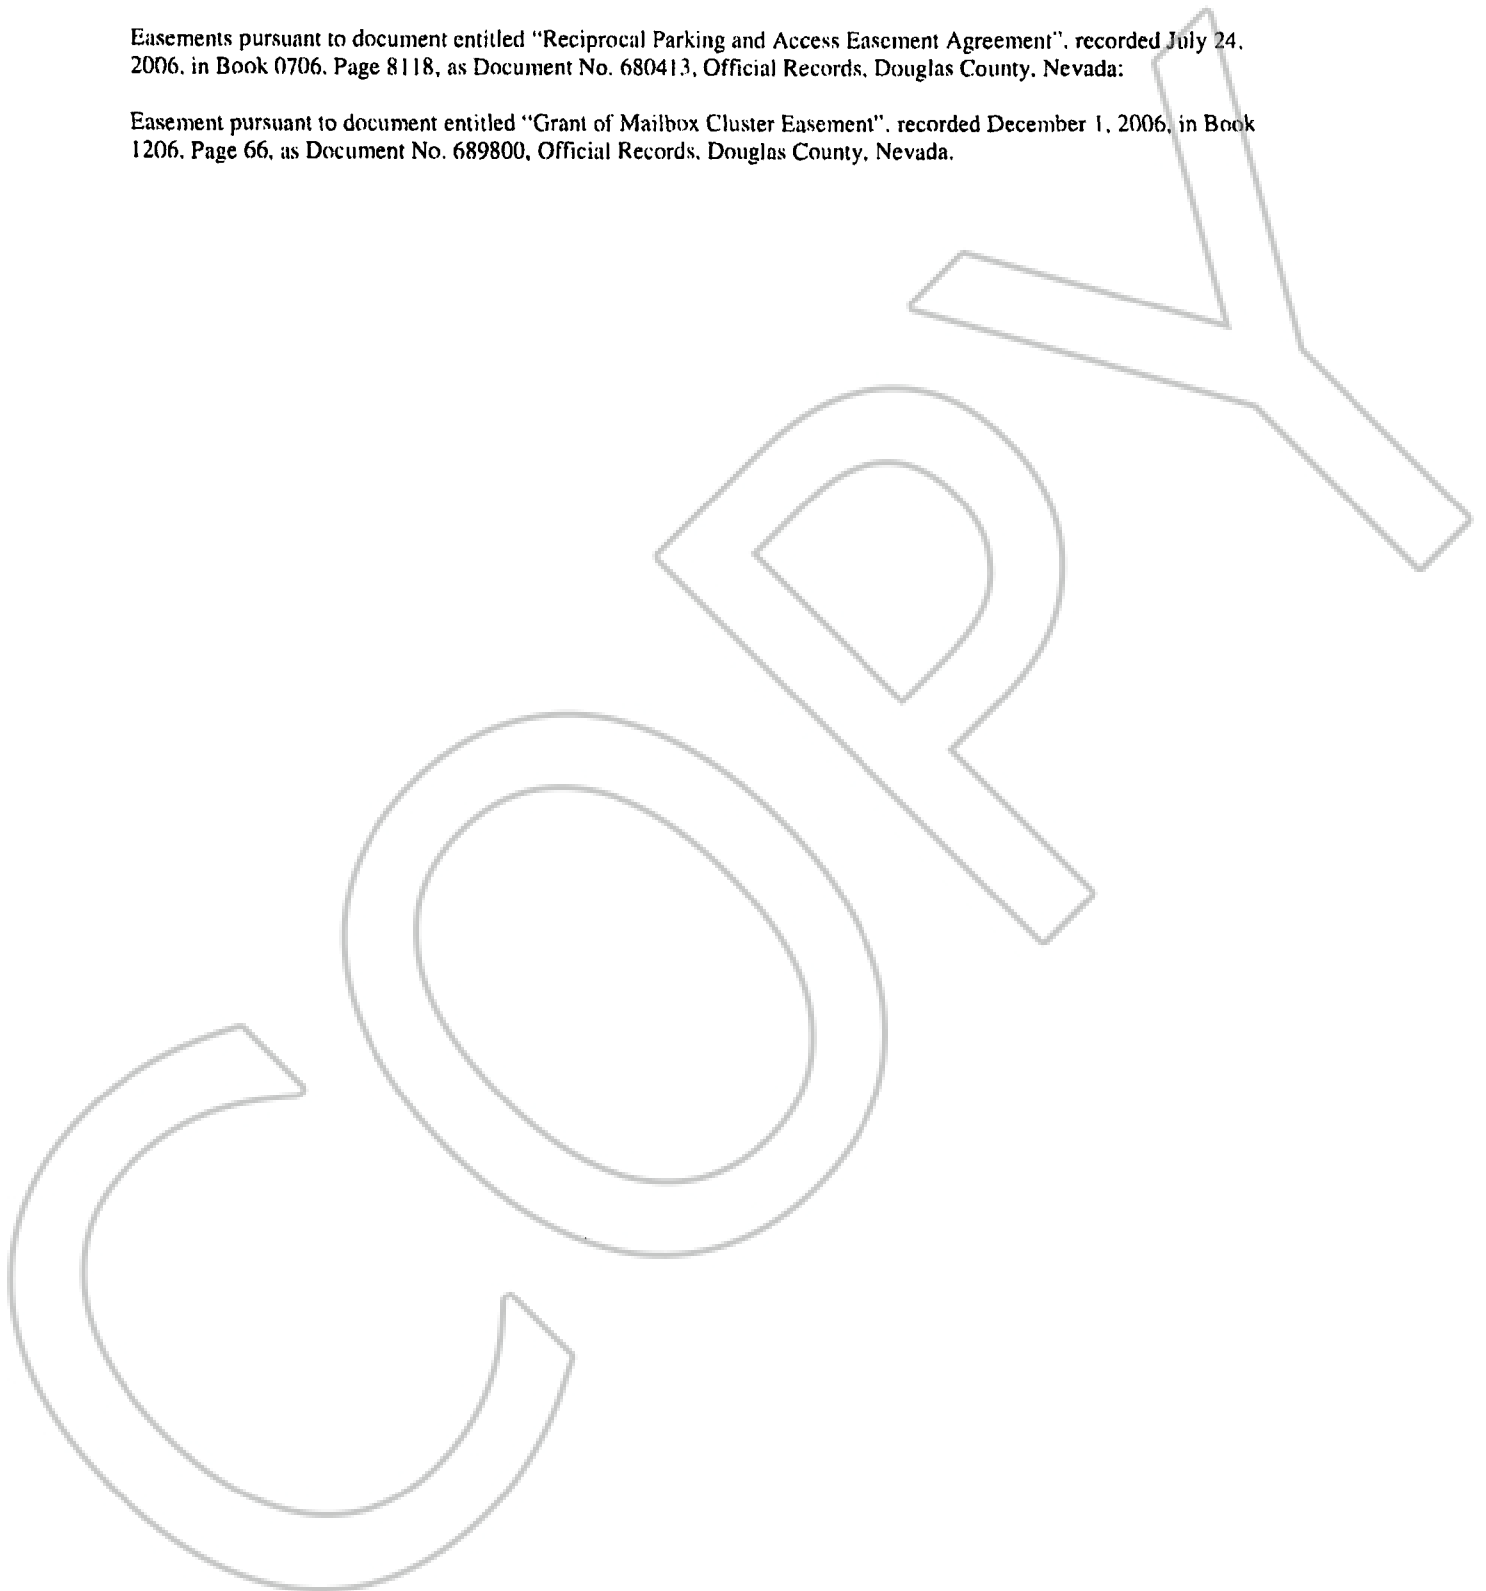 Easements pursuant to document entitled "Reciprocal Parking and Access Easement Agreement", recorded July 24,
2006, in Book 0706, Page 8118, as Document No. 680413, Official Records, Douglas County, Nevada:
Easement pursuant to document entitled "Grant of Mailbox Cluster Easement", recorded December 1, 2006, in Book
1206, Page 66, as Document No. 689800, Official Records, Douglas County, Nevada.
COPY